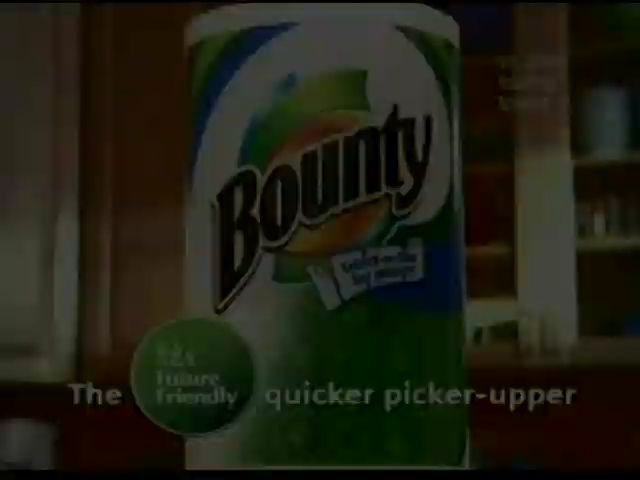 Bounty
Future
Friendly
The quicker picker-upper